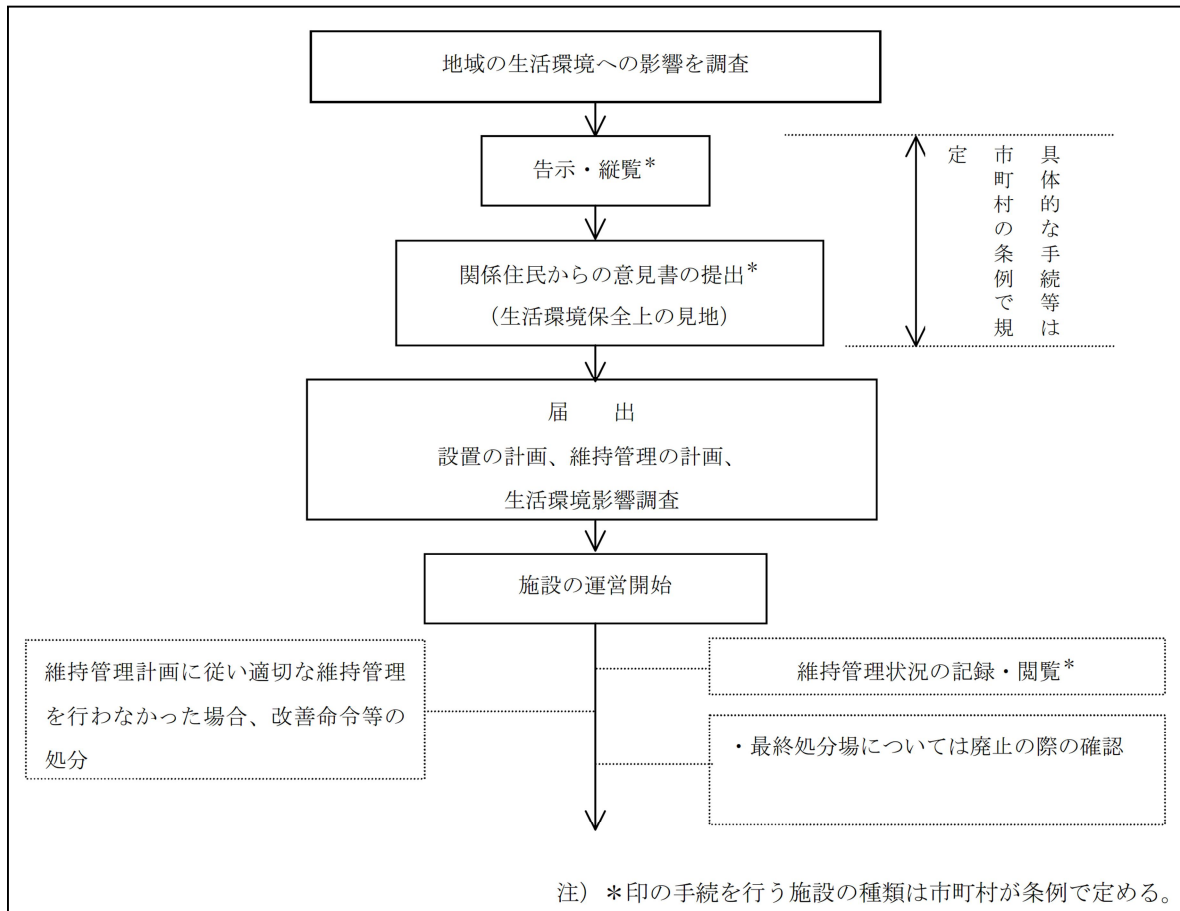 地域の生活環境への影響を調査
告示・縦覧*
具体的な手続等は
市町村の条例で規
定
関係住民からの意見書の提出*
(生活環境保全上の見地)
届　　出
設置の計画、維持管理の計画、
生活環境影響調査
施設の運営開始
維持管理計画に従い適切な維持管理
を行わなかった場合、改善命令等の
処分
維持管理状況の記録・閲覧*
・最終処分場については廃止の際の確認
注）＊印の手続を行う施設の種類は市町村が条例で定める。